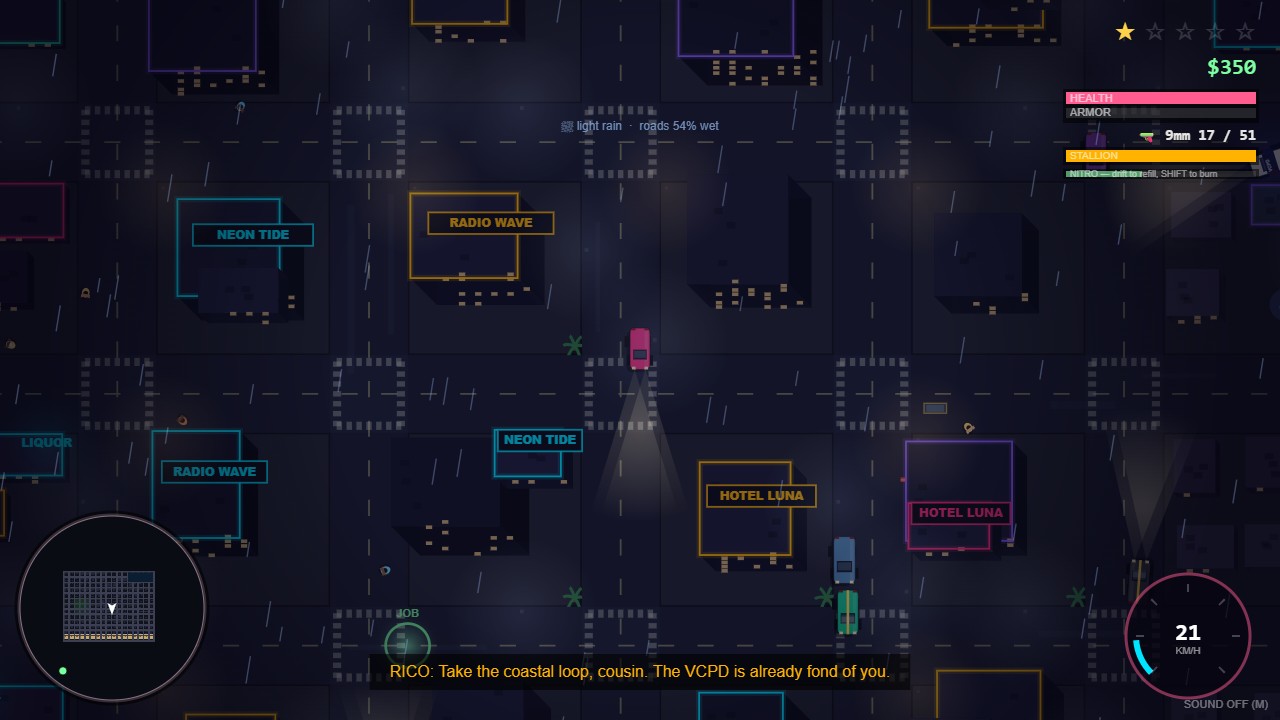 $350
HEALTH
ARMOR
light rain · roads 54% wet
9mm 17 / 51
STALLION
NITRO — drift to refill, SHIFT to burn
NEON TIDE
RADIO WAVE
LIQUOR
RADIO WAVE
NEON TIDE
HOTEL LUNA
HOTEL LUNA
JOB
21
KM/H
RICO: Take the coastal loop, cousin. The VCPD is already fond of you.
SOUND OFF (M)